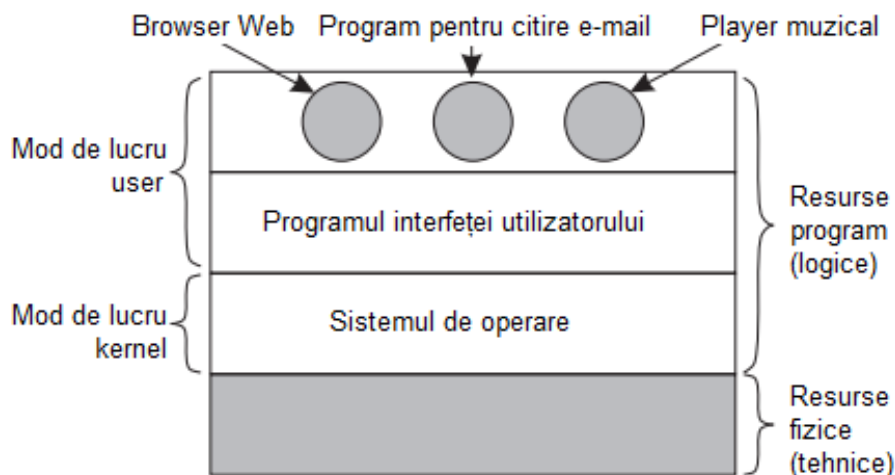 Browser Web
Program pentru citire e-mail
Player muzical
Mod de lucru
user
Programul interfeței utilizatorului
Resurse
program
(logice)
Mod de lucru
kernel
Sistemul de operare
Resurse
fizice
(tehnice)